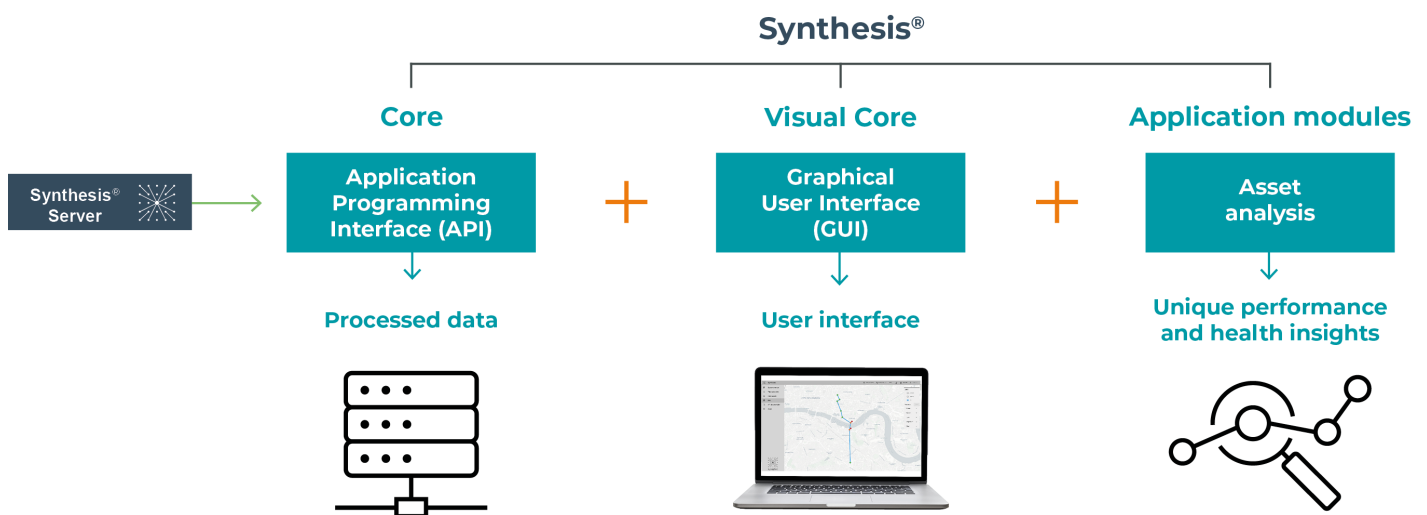 Synthesis®
Core
Visual Core
Application modules
Synthesis®
Server
Application
Programming
Interface (API)
Graphical
User Interface
(GUI)
Asset
analysis
Processed data
User interface
Unique performance
and health insights